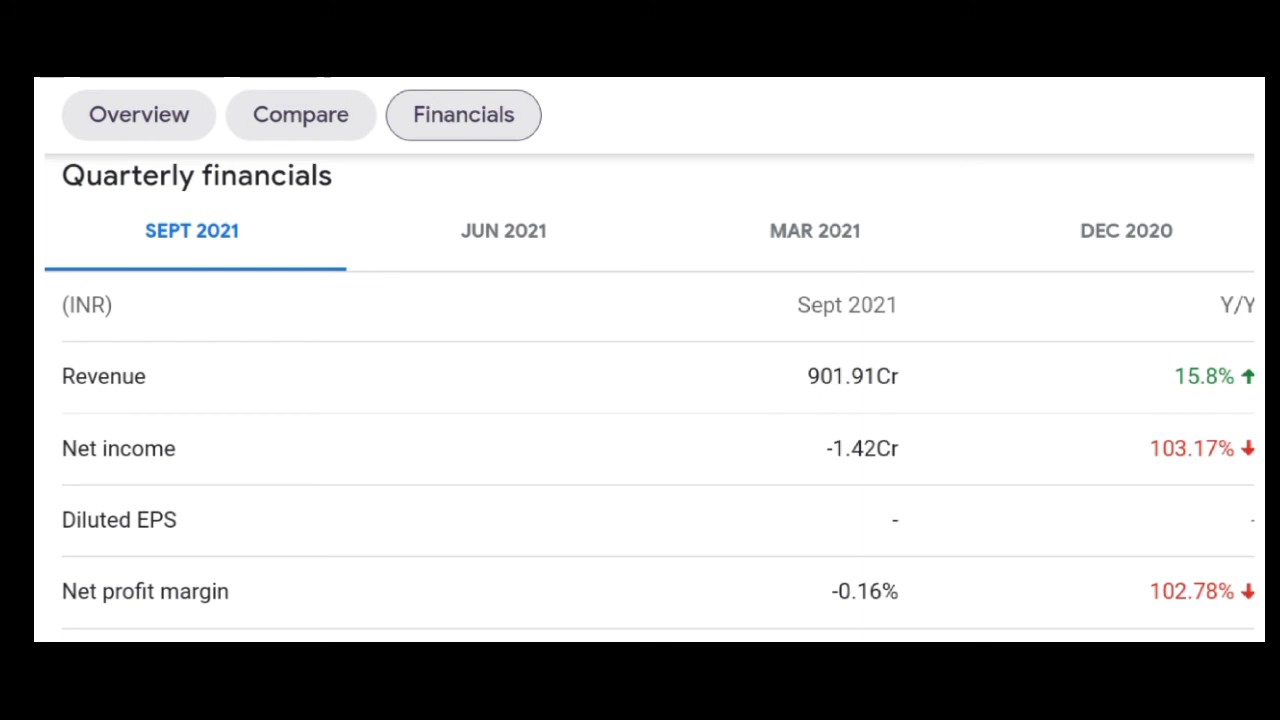 Overview Compare Financials
Quarterly financials
SEPT 2021 JUN 2021 MAR 2021 DEC 2020
(INR) Sept 2021 Y/Y
Revenue 901.91Cr 15.8% ↑
Net income -1.42Cr 103.17% ↓
Diluted EPS - -
Net profit margin -0.16% 102.78% ↓